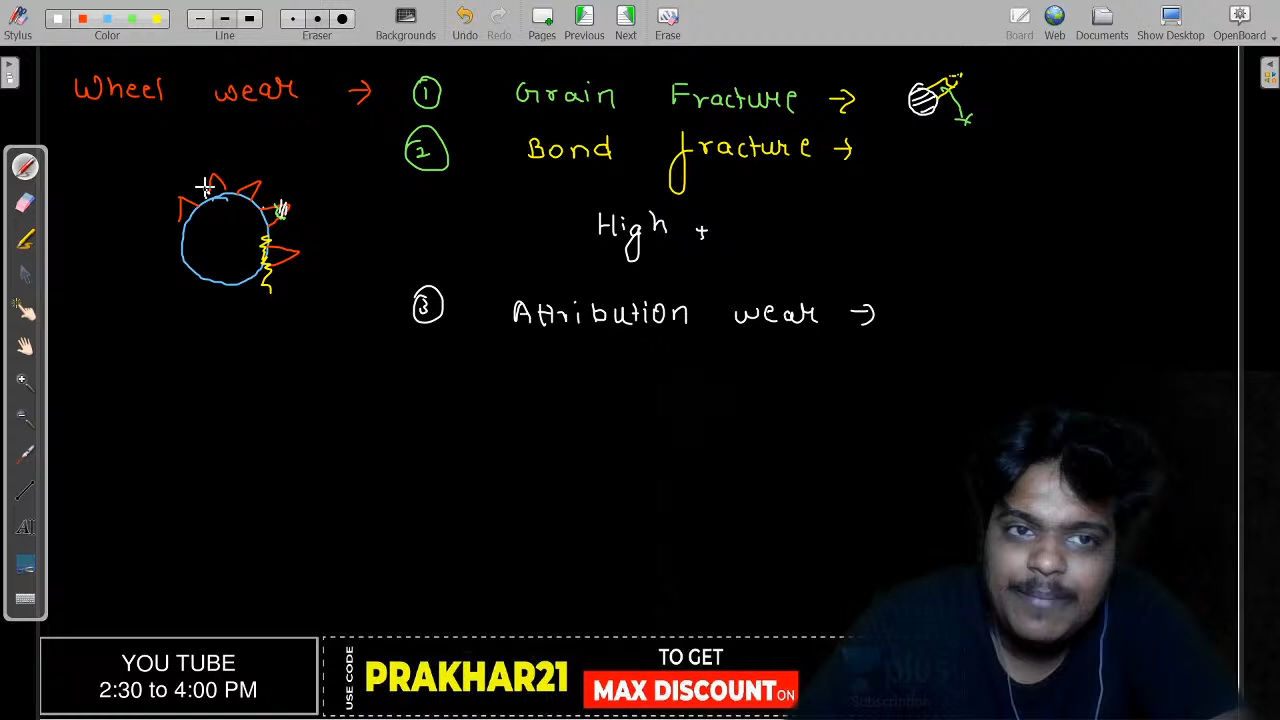 Stylus
Color
Line
Eraser
Backgrounds
Undo
Redo
Pages
Previous
Next
Erase
Board
Web
Documents
Show Desktop
OpenBoard
Wheel wear → ① Grain Fracture →
② Bond fracture →
High +
③ Attribution wear →
YOU TUBE
2:30 to 4:00 PM
USE CODE
PRAKHAR21
TO GET
MAX DISCOUNT ON
plus
Subscription